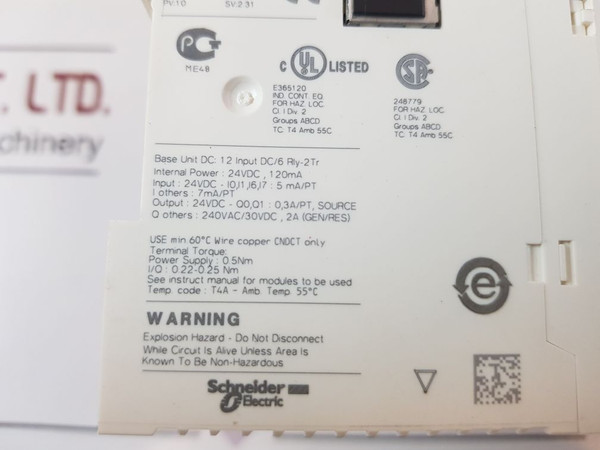 PV:1.0 SV:2.31
T. LTD.
chinery
ME48
C UL US LISTED
E365120
IND. CONT. EQ.
FOR HAZ. LOC.
Cl. I Div. 2
Groups ABCD
TC. T4 Amb 55C
248779
FOR HAZ. LOC.
Cl. I Div. 2
Groups ABCD
TC. T4 Amb 55C
Base Unit DC: 12 Input DC/6 Rly-2Tr
Internal Power : 24VDC , 120mA
Input : 24VDC - I0,I1,I6,I7 : 5 mA/PT
I others : 7mA/PT
Output : 24VDC - Q0,Q1 : 0,3A/PT, SOURCE
Q others : 240VAC/30VDC , 2A (GEN/RES)
USE min 60°C Wire copper CNDCT only
Terminal Torque:
Power Supply : 0.5Nm
I/Q : 0.22-0.25 Nm
See instruct manual for modules to be used
Temp. code : T4A - Amb. Temp. 55°C
WARNING
Explosion Hazard - Do Not Disconnect
While Circuit Is Alive Unless Area Is
Known To Be Non-Hazardous
Schneider
Electric
e